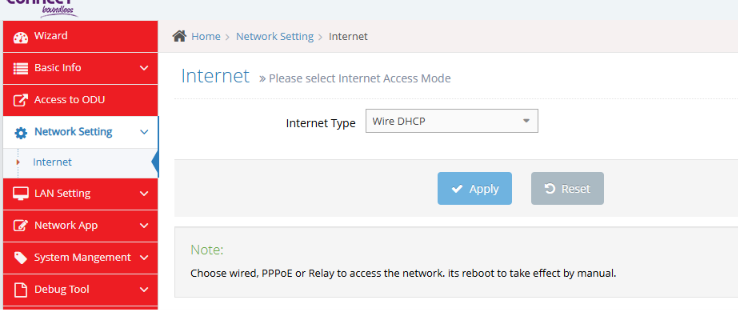 connect
boundless
Wizard
Home > Network Setting > Internet
Basic Info
Internet » Please select Internet Access Mode
Access to ODU
Internet Type Wire DHCP
Network Setting
Internet
Apply Reset
LAN Setting
Network App
Note:
System Mangement
Choose wired, PPPoE or Relay to access the network. its reboot to take effect by manual.
Debug Tool